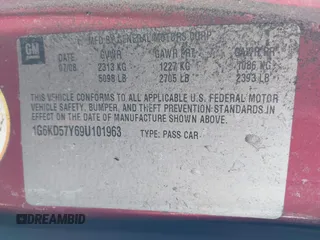 GM
MFD BY GENERAL MOTORS CORP
07/08 GVWR GAWR FRT GAWR RR
2313 KG 1227 KG 1086 KG
5099 LB 2705 LB 2393 LB
THIS VEHICLE CONFORMS TO ALL APPLICABLE U.S. FEDERAL MOTOR
VEHICLE SAFETY, BUMPER, AND THEFT PREVENTION STANDARDS
IN EFFECT ON THE DATE OF MANUFACTURE SHOWN ABOVE.
1G6KD57Y69U101963 TYPE: PASS CAR
DREAMBID